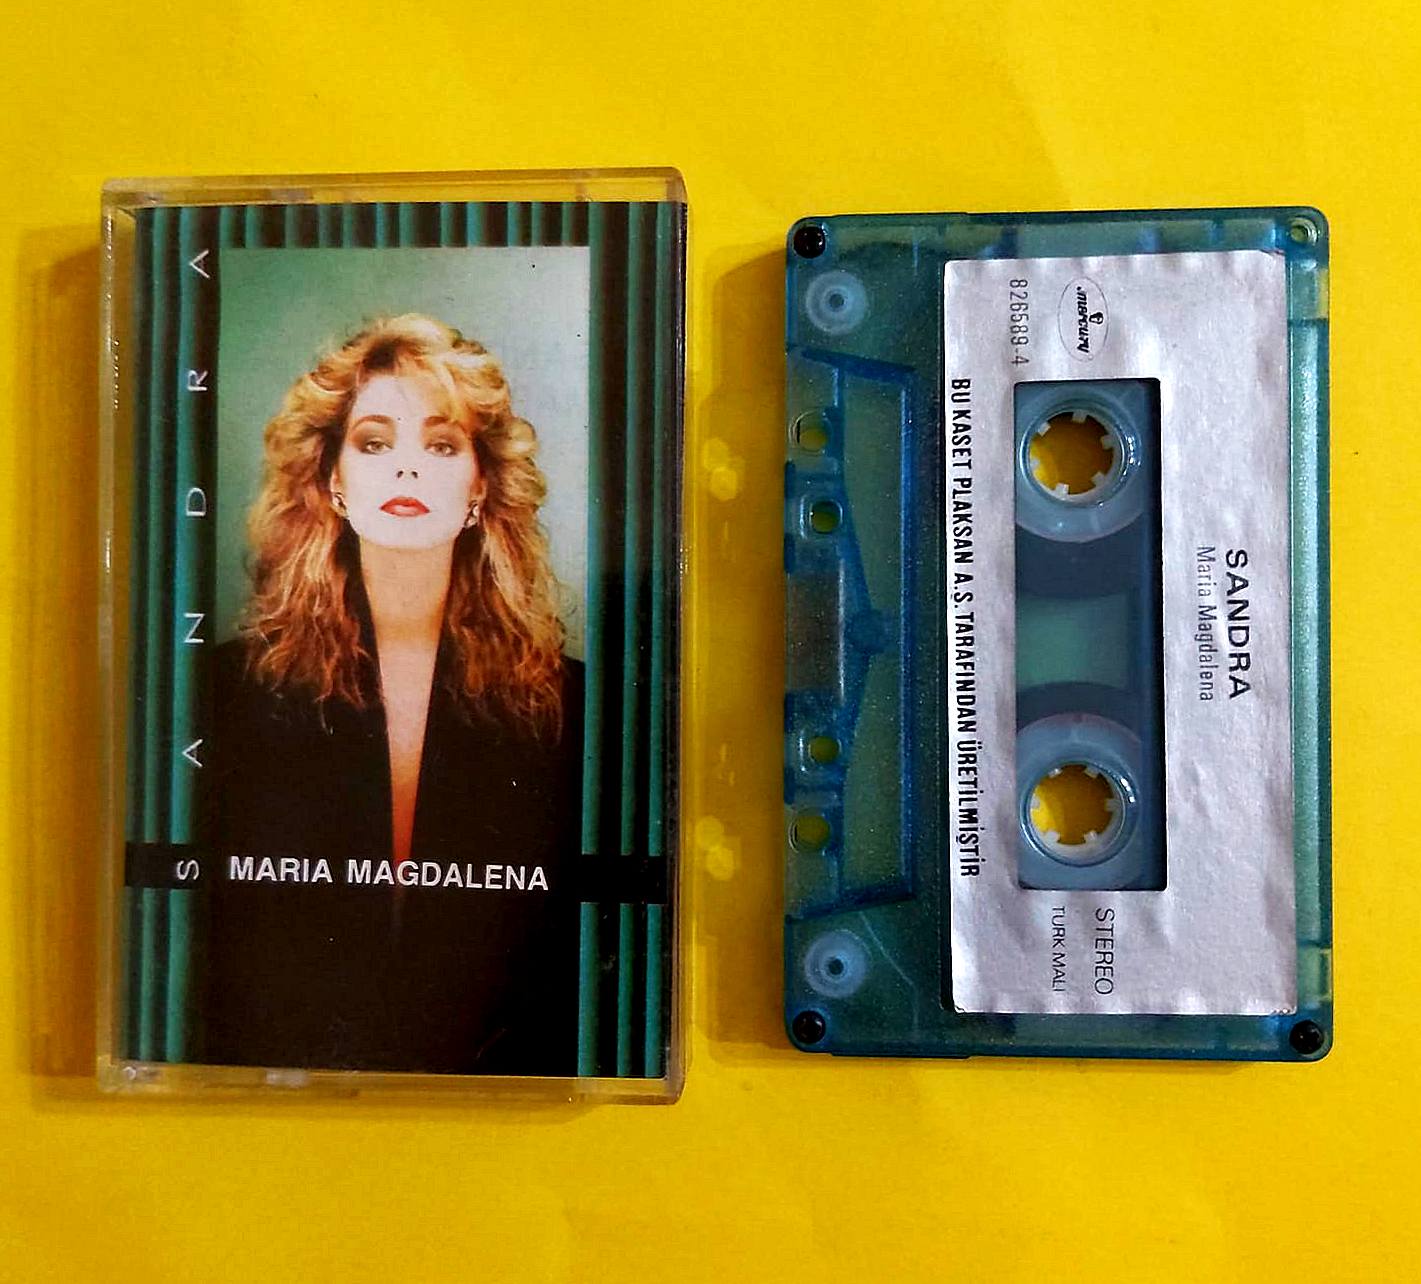 SANDRA
MARIA MAGDALENA
SANDRA
Maria Magdalena
mercury
826589-4
STEREO
TURK MALI
BU KASET PLAKSAN A.Ş. TARAFINDAN ÜRETİLMİŞTİR